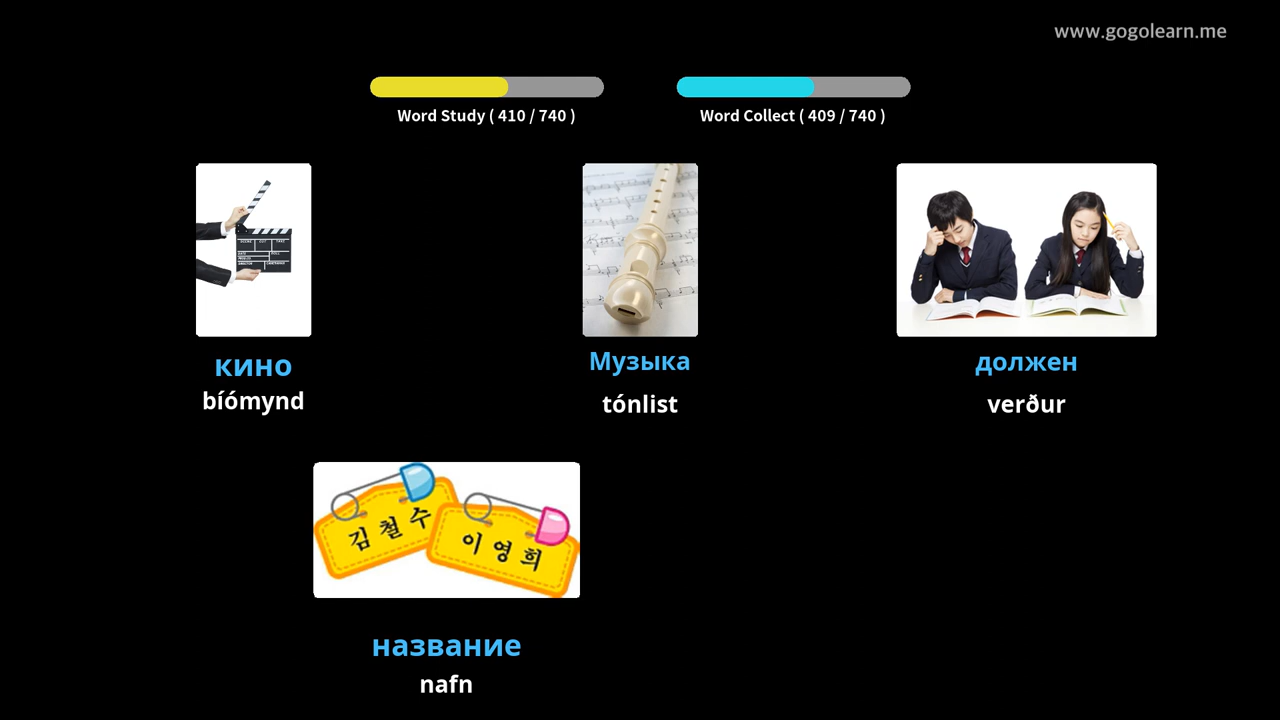 www.gogolearn.me
Word Study ( 410 / 740 )
Word Collect ( 409 / 740 )
кино
bíómynd
Музыка
tónlist
должен
verður
김철수
이영희
название
nafn